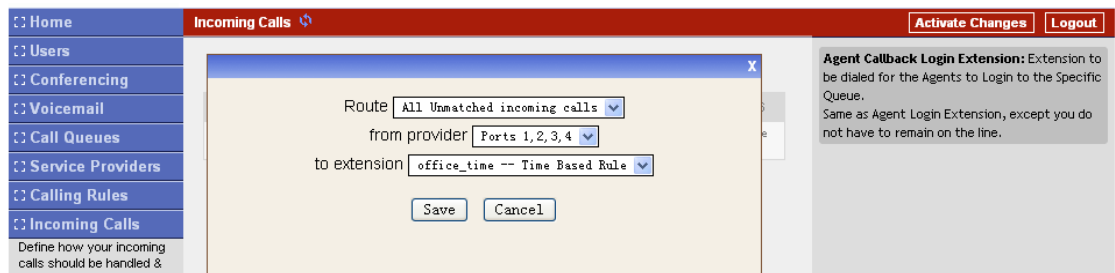 Home
Users
Conferencing
Voicemail
Call Queues
Service Providers
Calling Rules
Incoming Calls
Define how your incoming
calls should be handled &
Incoming Calls
Activate Changes
Logout
X
Route All Unmatched incoming calls
from provider Ports 1,2,3,4
to extension office_time -- Time Based Rule
Save
Cancel
Agent Callback Login Extension: Extension to
be dialed for the Agents to Login to the Specific
Queue.
Same as Agent Login Extension, except you do
not have to remain on the line.